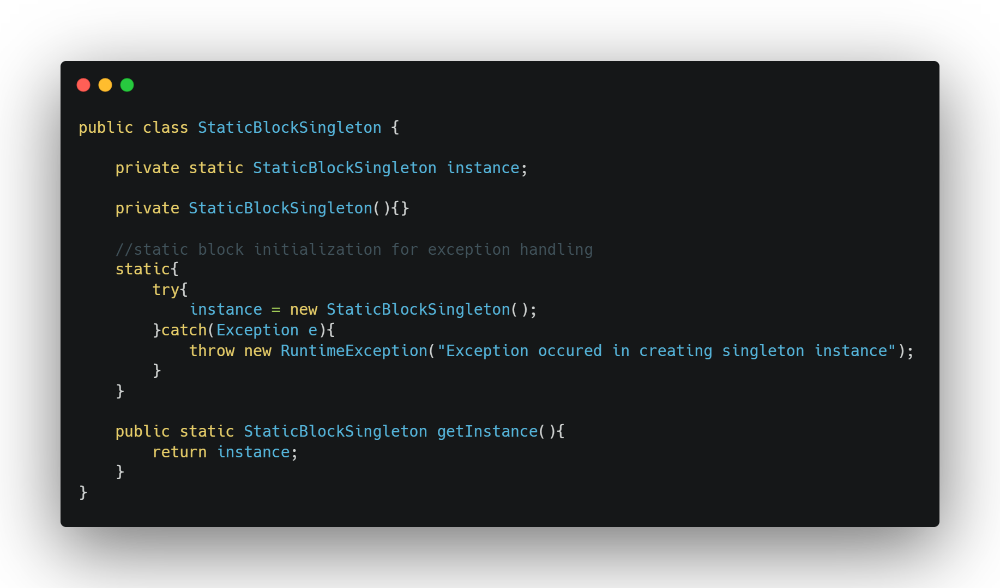 public class StaticBlockSingleton {
    private static StaticBlockSingleton instance;
    private StaticBlockSingleton(){}
    //static block initialization for exception handling
    static{
        try{
            instance = new StaticBlockSingleton();
        }catch(Exception e){
            throw new RuntimeException("Exception occured in creating singleton instance");
        }
    }
    public static StaticBlockSingleton getInstance(){
        return instance;
    }
}